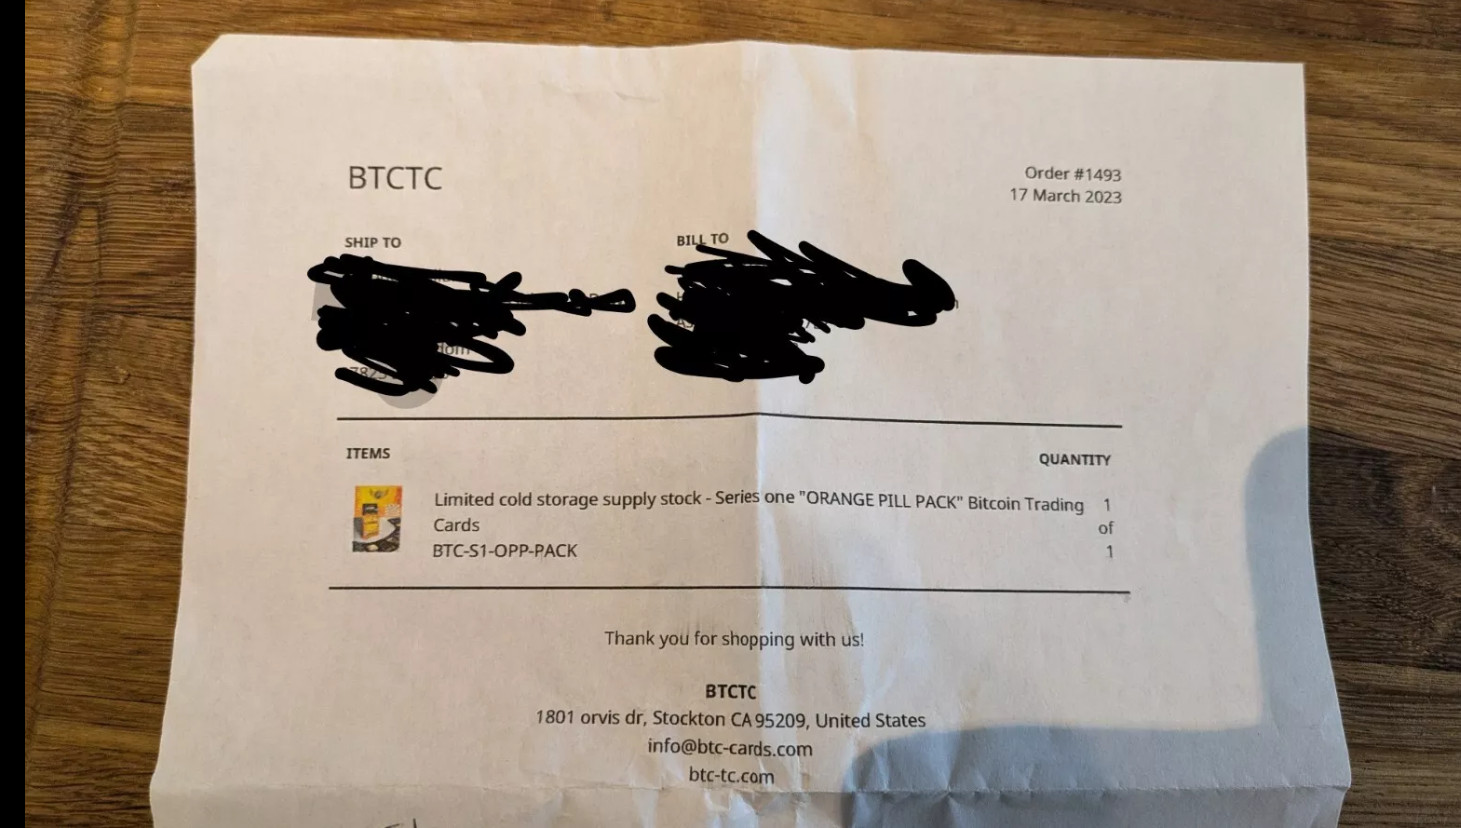 BTCTC
Order #1493
17 March 2023
SHIP TO
BILL TO
ITEMS
QUANTITY
Limited cold storage supply stock - Series one "ORANGE PILL PACK" Bitcoin Trading
Cards
BTC-S1-OPP-PACK
1
of
1
Thank you for shopping with us!
BTCTC
1801 orvis dr, Stockton CA 95209, United States
info@btc-cards.com
btc-tc.com